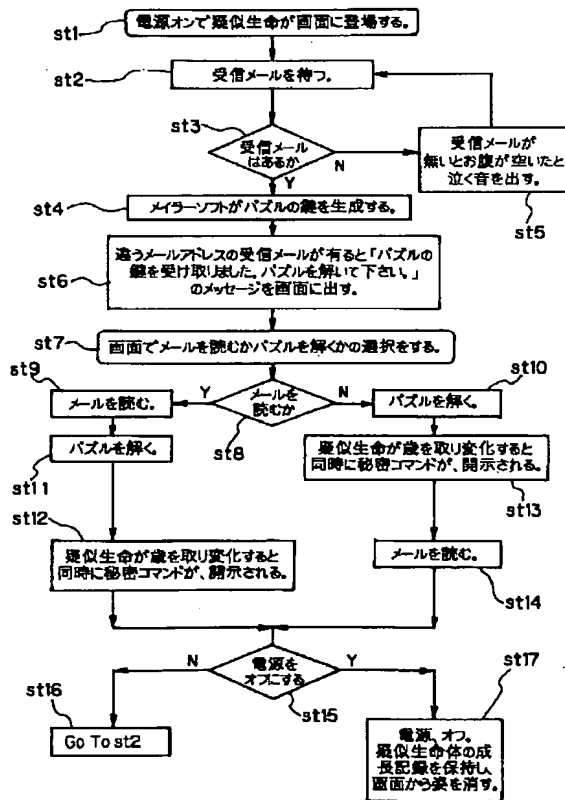 st1
電源オンで疑似生命が画面に登場する。
st2
受信メールを待つ。
st3
受信メール
はあるか
N
Y
受信メールが
無いとお腹が空いたと
泣く音を出す。
st5
st4
メイラーソフトがパズルの鍵を生成する。
st6
違うメールアドレスの受信メールが有ると「パズルの
鍵を受け取りました。パズルを解いて下さい。」
のメッセージを画面に出す。
st7
画面でメールを読むかパズルを解くかの選択をする。
st9
メールを読む。
Y
メールを
読むか
N
st8
st10
パズルを解く。
st11
パズルを解く。
疑似生命が歳を取り変化すると
同時に秘密コマンドが、開示される。
st13
st12
疑似生命が歳を取り変化すると
同時に秘密コマンドが、開示される。
メールを読む。
st14
N
電源を
オフにする
Y
st15
st16
Go To st2
st17
電源、オフ。
疑似生命体の成
長記録を保持し、
画面から姿を消す。